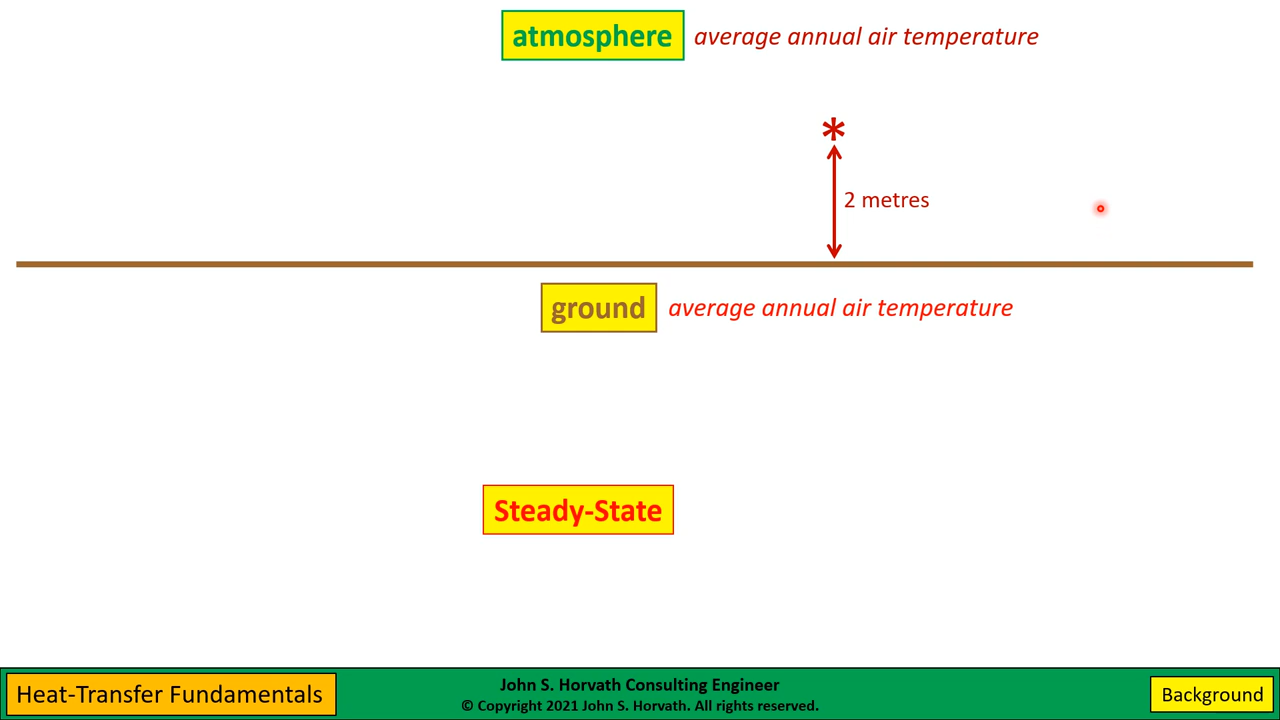 atmosphere average annual air temperature
*
2 metres
ground average annual air temperature
Steady-State
Heat-Transfer Fundamentals
John S. Horvath Consulting Engineer
© Copyright 2021 John S. Horvath. All rights reserved.
Background